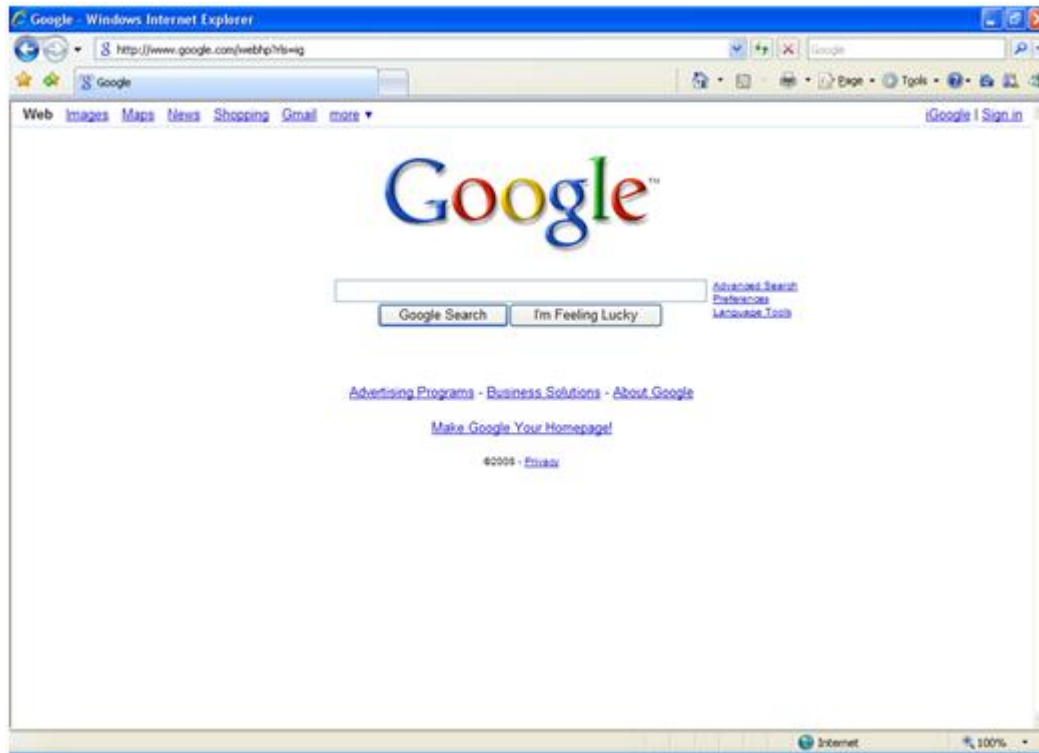 Google - Windows Internet Explorer
http://www.google.com/webhp?rls=ig
Google
Google
Page Tools
Web Images Maps News Shopping Gmail more ▼
iGoogle | Sign in
Google™
Advanced Search
Preferences
Language Tools
Google Search I'm Feeling Lucky
Advertising Programs - Business Solutions - About Google
Make Google Your Homepage!
- Privacy
Internet 100%